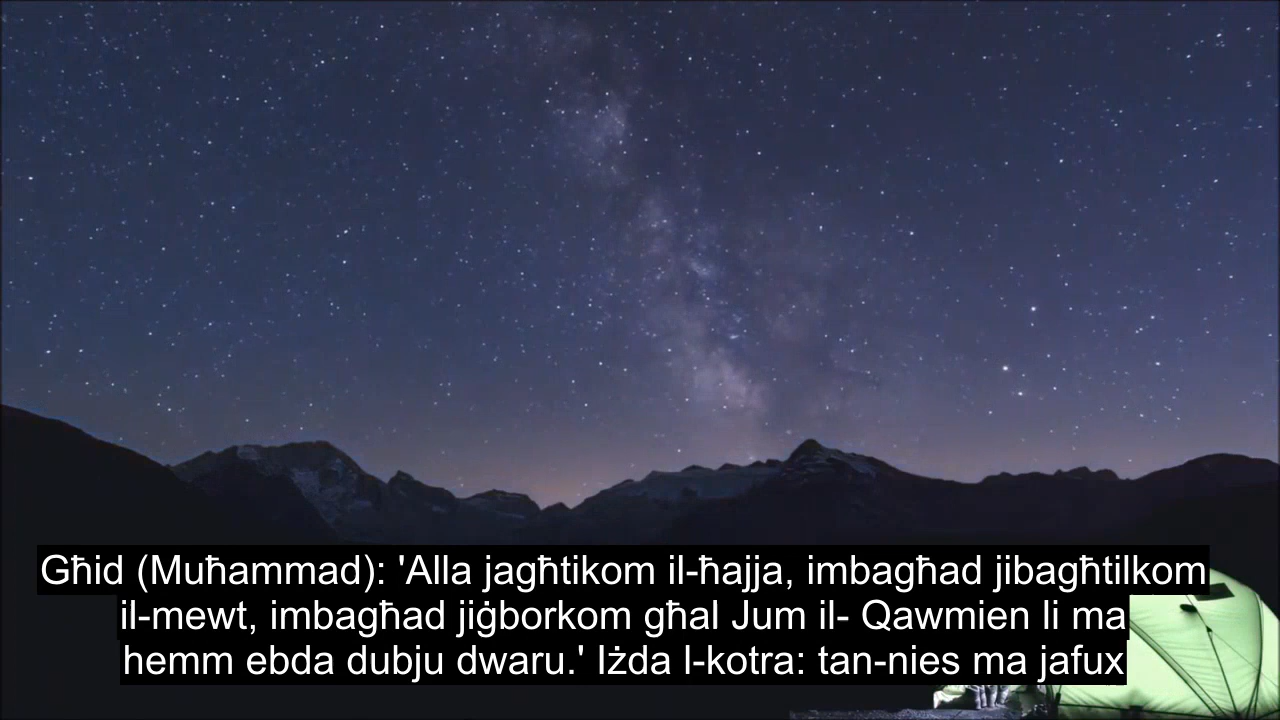 Għid (Muħammad): 'Alla jagħtikom il-ħajja, imbagħad jibagħtilkom
il-mewt, imbagħad jiġborkom għal Jum il- Qawmien li ma
hemm ebda dubju dwaru.' Iżda l-kotra: tan-nies ma jafux